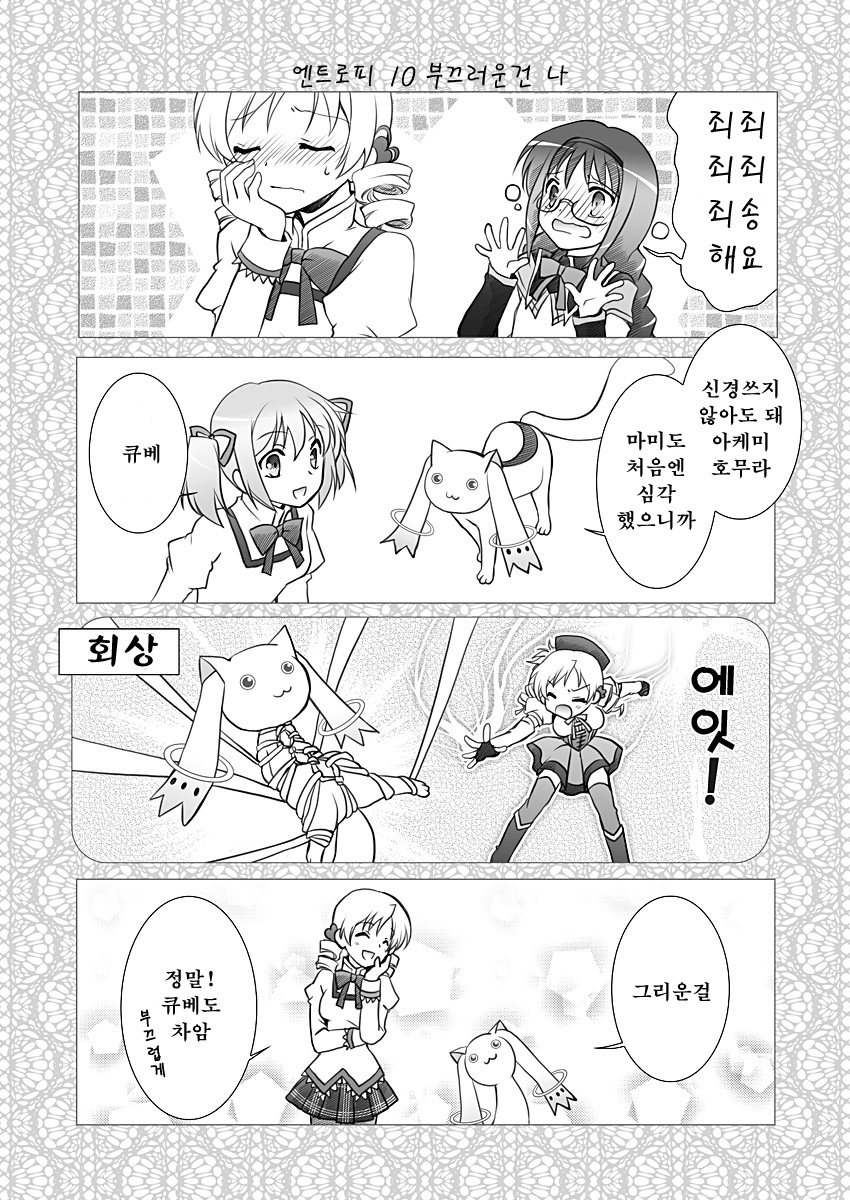 엔트로피 10 부끄러운건 나
죄죄
죄죄
죄송
해요
신경쓰지
않아도 돼
아케미
호무라
마미도
처음엔
심각
했으니까
큐베
회상
에잇!
그리운걸
정말!
큐베도
차암
부끄럽게